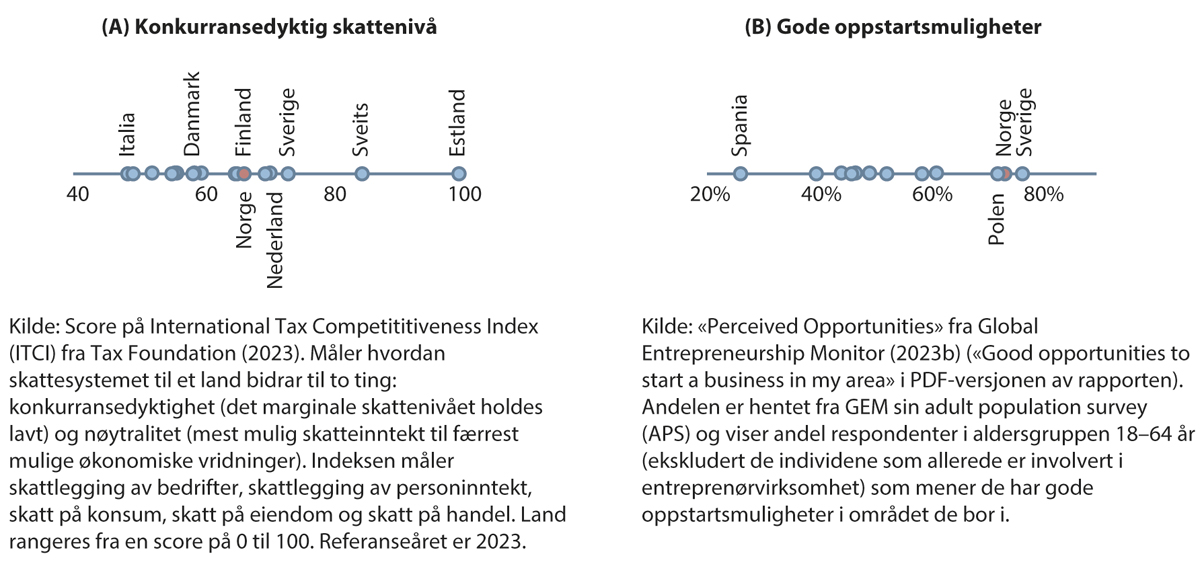 (A) Konkurransedyktig skattenivå
Italia
Danmark
Finland
Sverige
Sveits
Estland
40
60
80
100
Norge
Nederland
Kilde: Score på International Tax Competititiveness Index
(ITCI) fra Tax Foundation (2023). Måler hvordan
skattesystemet til et land bidrar til to ting:
konkurransedyktighet (det marginale skattenivået holdes
lavt) og nøytralitet (mest mulig skatteinntekt til færrest
mulige økonomiske vridninger). Indeksen måler
skattlegging av bedrifter, skattlegging av personinntekt,
skatt på konsum, skatt på eiendom og skatt på handel. Land
rangeres fra en score på 0 til 100. Referanseåret er 2023.
(B) Gode oppstartsmuligheter
Spania
Norge
Sverige
20%
40%
60%
80%
Polen
Kilde: «Perceived Opportunities» fra Global
Entrepreneurship Monitor (2023b) («Good opportunities to
start a business in my area» i PDF-versjonen av rapporten).
Andelen er hentet fra GEM sin adult population survey
(APS) og viser andel respondenter i aldersgruppen 18–64 år
(ekskludert de individene som allerede er involvert i
entreprenørvirksomhet) som mener de har gode
oppstartsmuligheter i området de bor i.